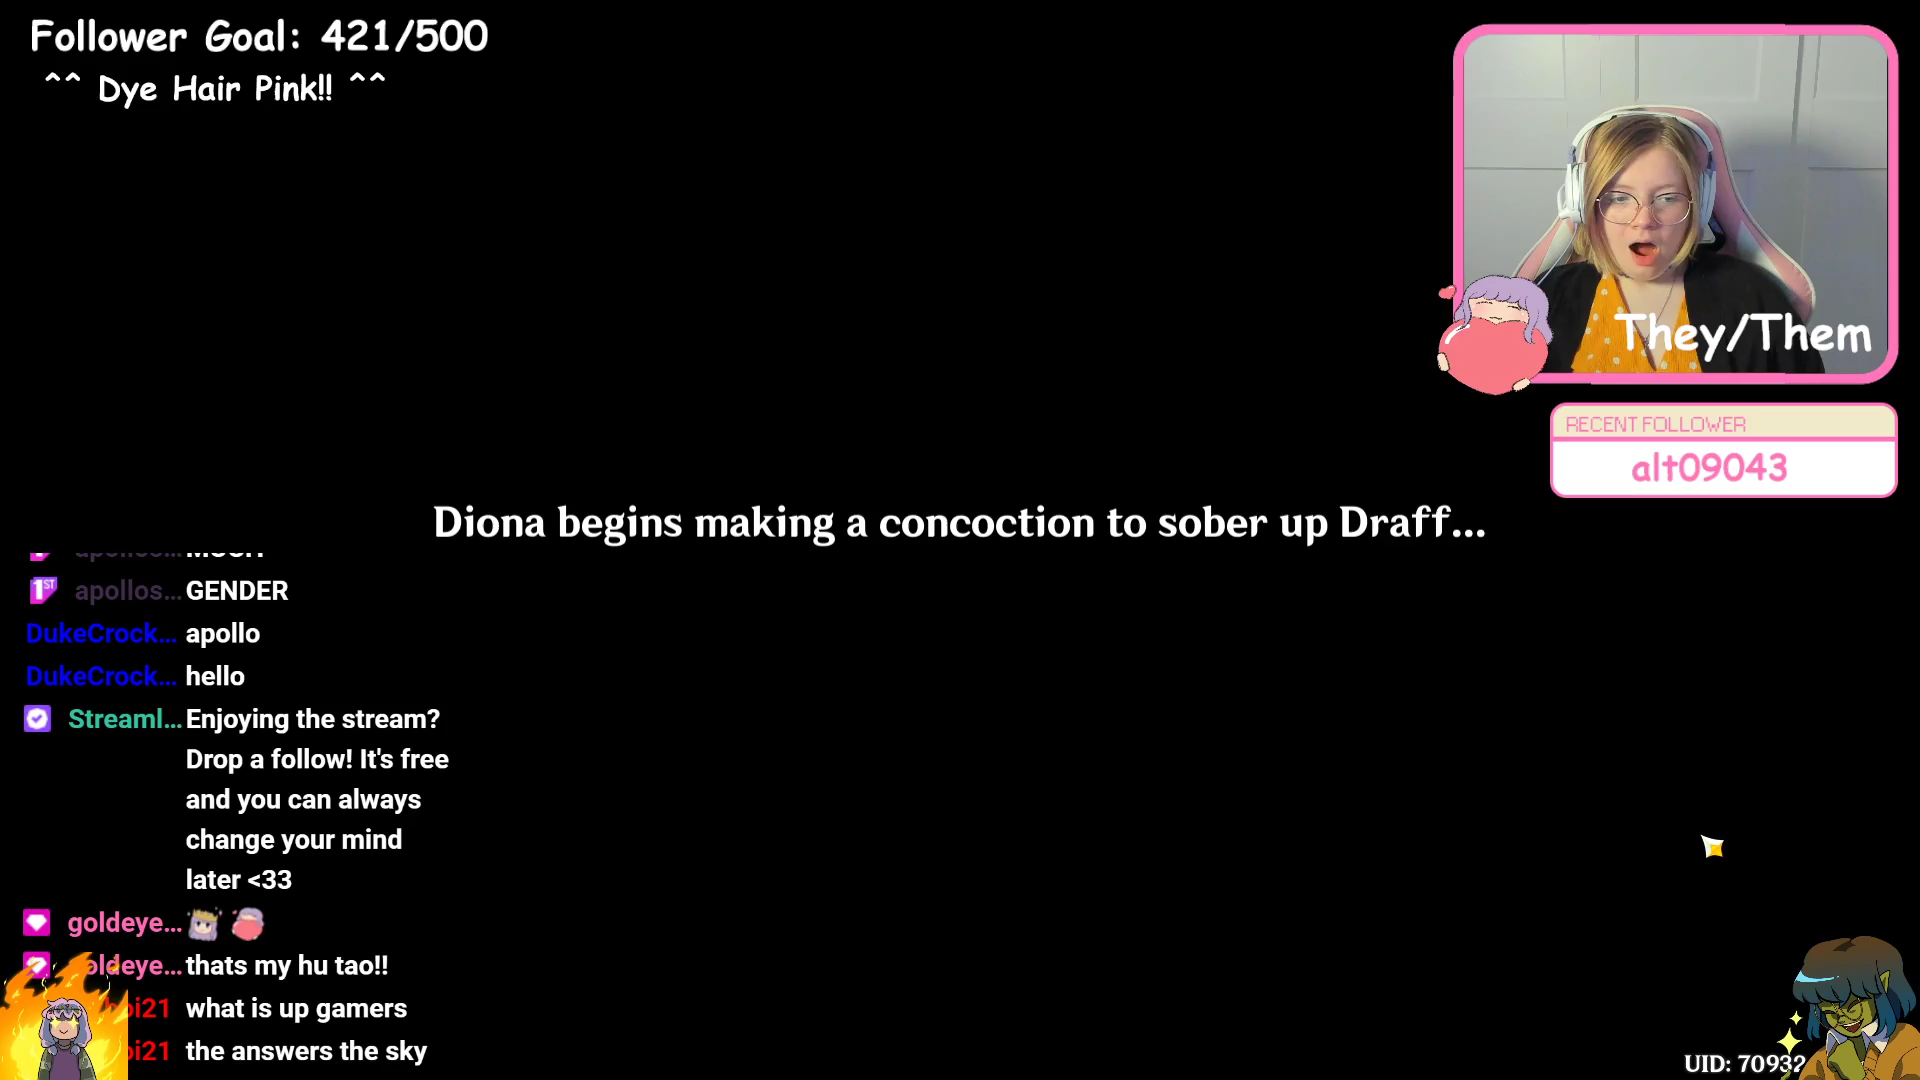 Follower Goal: 421/500
^^ Dye Hair Pink!! ^^
They/Them
RECENT FOLLOWER
alt09043
Diona begins making a concoction to sober up Draff...
1ST apollos... GENDER
DukeCrock... apollo
DukeCrock... hello
Streaml... Enjoying the stream?
Drop a follow! It's free
and you can always
change your mind
later <33
goldeye...
thats my hu tao!!
what is up gamers
the answers the sky
UID: 70932